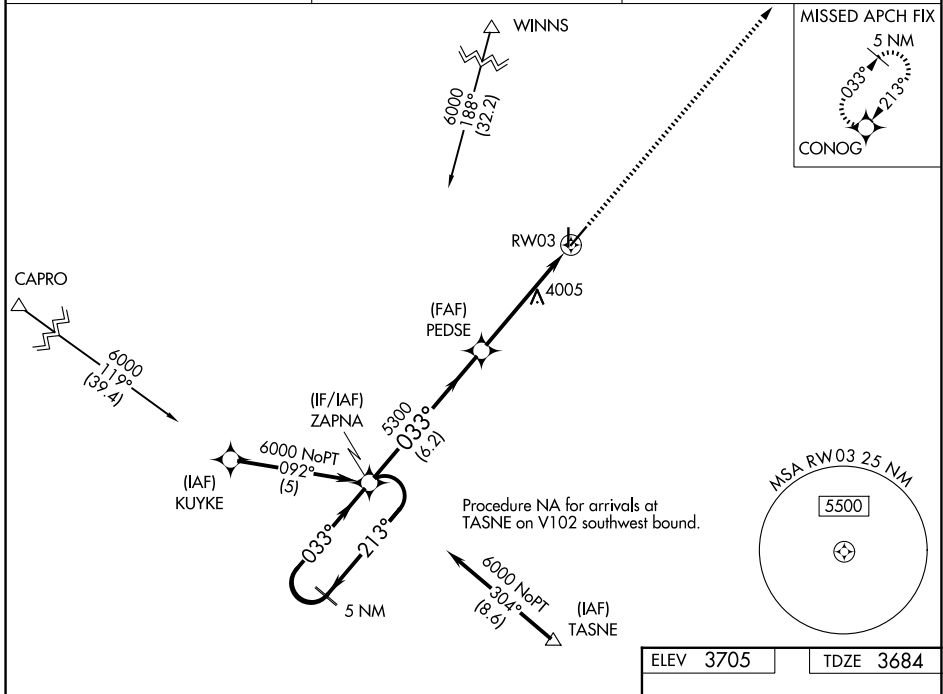 WINNS
6000
188°
(32.2)
MISSED APCH FIX
5 NM
033°
213°
CONOG
RW03
4005
CAPRO
6000
119°
(39.4)
(FAF)
PEDSE
(IF/IAF)
ZAPNA
5300
033°
(6.2)
6000 NoPT
092°
(5)
(IAF)
KUYKE
033°
213°
5 NM
Procedure NA for arrivals at
TASNE on V102 southwest bound.
6000 NoPT
304°
(8.6)
(IAF)
TASNE
MSA RW03 25 NM
5500
ELEV 3705
TDZE 3684